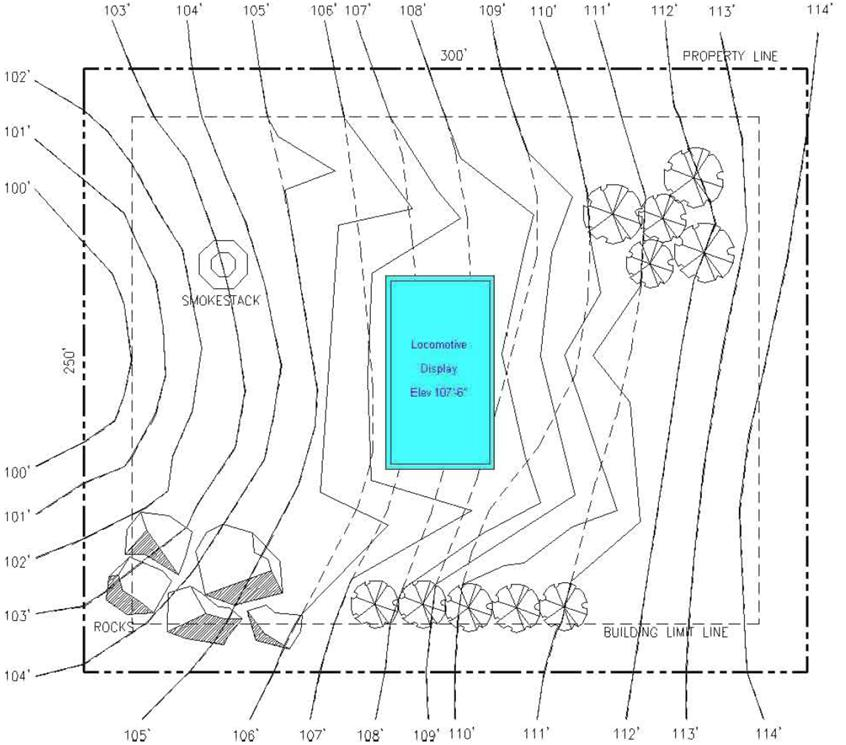 103' 104' 105' 106' 107' 108' 109' 110' 111' 112' 113' 114'
300' PROPERTY LINE
102'
101'
100'
SMOKESTACK
250'
Locomotive
Display
Elev 107'-6"
100'
101'
102'
103'
ROCKS BUILDING LIMIT LINE
104'
105' 106' 107' 108' 109' 110' 111' 112' 113' 114'